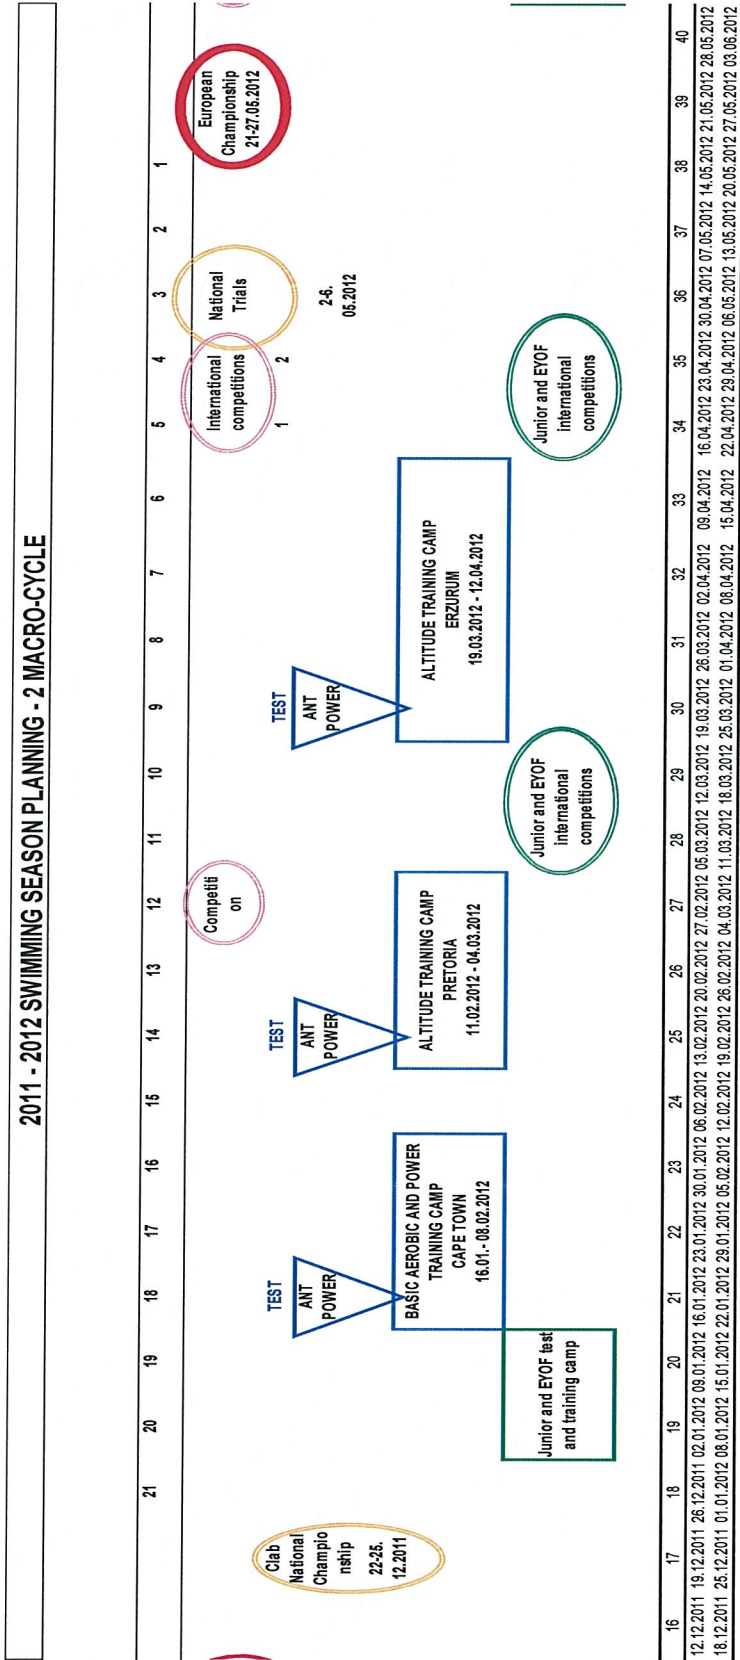 2011 - 2012 SWIMMING SEASON PLANNING - 2 MACRO-CYCLE
21 20 19 18 17 16 15 14 13 12 11 10 9 8 7 6 5 4 3 2 1
Clab
National
Champio
nship
22-25.
12.2011
TEST
ANT
POWER
BASIC AEROBIC AND POWER
TRAINING CAMP
CAPE TOWN
16.01.- 08.02.2012
Junior and EYOF test
and training camp
TEST
ANT
POWER
ALTITUDE TRAINING CAMP
PRETORIA
11.02.2012 - 04.03.2012
Competiti
on
Junior and EYOF
international
competitions
TEST
ANT
POWER
ALTITUDE TRAINING CAMP
ERZURUM
19.03.2012 - 12.04.2012
International
competitions
1 2
Junior and EYOF
international
competitions
National
Trials
2-6.
05.2012
European
Championship
21-27.05.2012
16 17 18 19 20 21 22 23 24 25 26 27 28 29 30 31 32 33 34 35 36 37 38 39 40
12.12.2011 19.12.2011 26.12.2011 02.01.2012 09.01.2012 16.01.2012 23.01.2012 30.01.2012 06.02.2012 13.02.2012 20.02.2012 27.02.2012 05.03.2012 12.03.2012 19.03.2012 26.03.2012 02.04.2012 09.04.2012 16.04.2012 23.04.2012 30.04.2012 07.05.2012 14.05.2012 21.05.2012 28.05.2012
18.12.2011 25.12.2011 01.01.2012 08.01.2012 15.01.2012 22.01.2012 29.01.2012 05.02.2012 12.02.2012 19.02.2012 26.02.2012 04.03.2012 11.03.2012 18.03.2012 25.03.2012 01.04.2012 08.04.2012 15.04.2012 22.04.2012 29.04.2012 06.05.2012 13.05.2012 20.05.2012 27.05.2012 03.06.2012